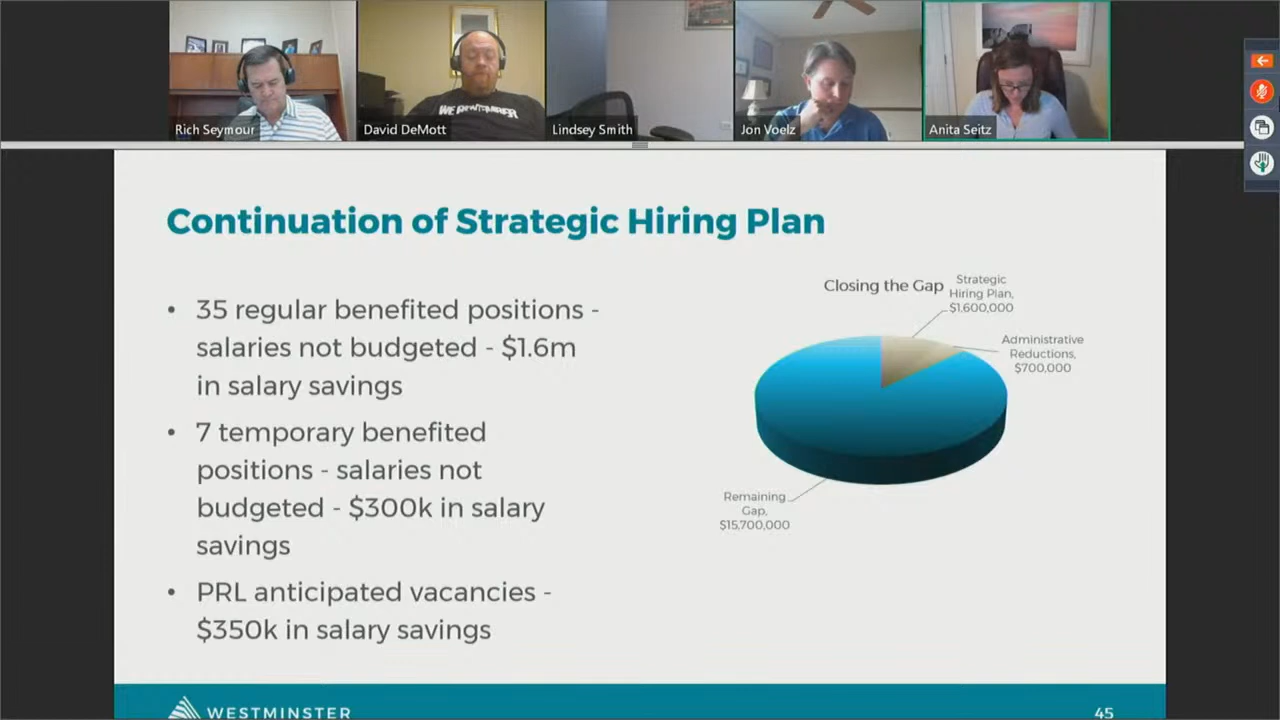 Rich Seymour
David DeMott
Lindsey Smith
Jon Voelz
Anita Seitz
Continuation of Strategic Hiring Plan
• 35 regular benefited positions -
salaries not budgeted - $1.6m
in salary savings
• 7 temporary benefited
positions - salaries not
budgeted - $300k in salary
savings
• PRL anticipated vacancies -
$350k in salary savings
Closing the Gap
Strategic
Hiring Plan,
$1,600,000
Administrative
Reductions,
$700,000
Remaining
Gap,
$15,700,000
WESTMINSTER
45